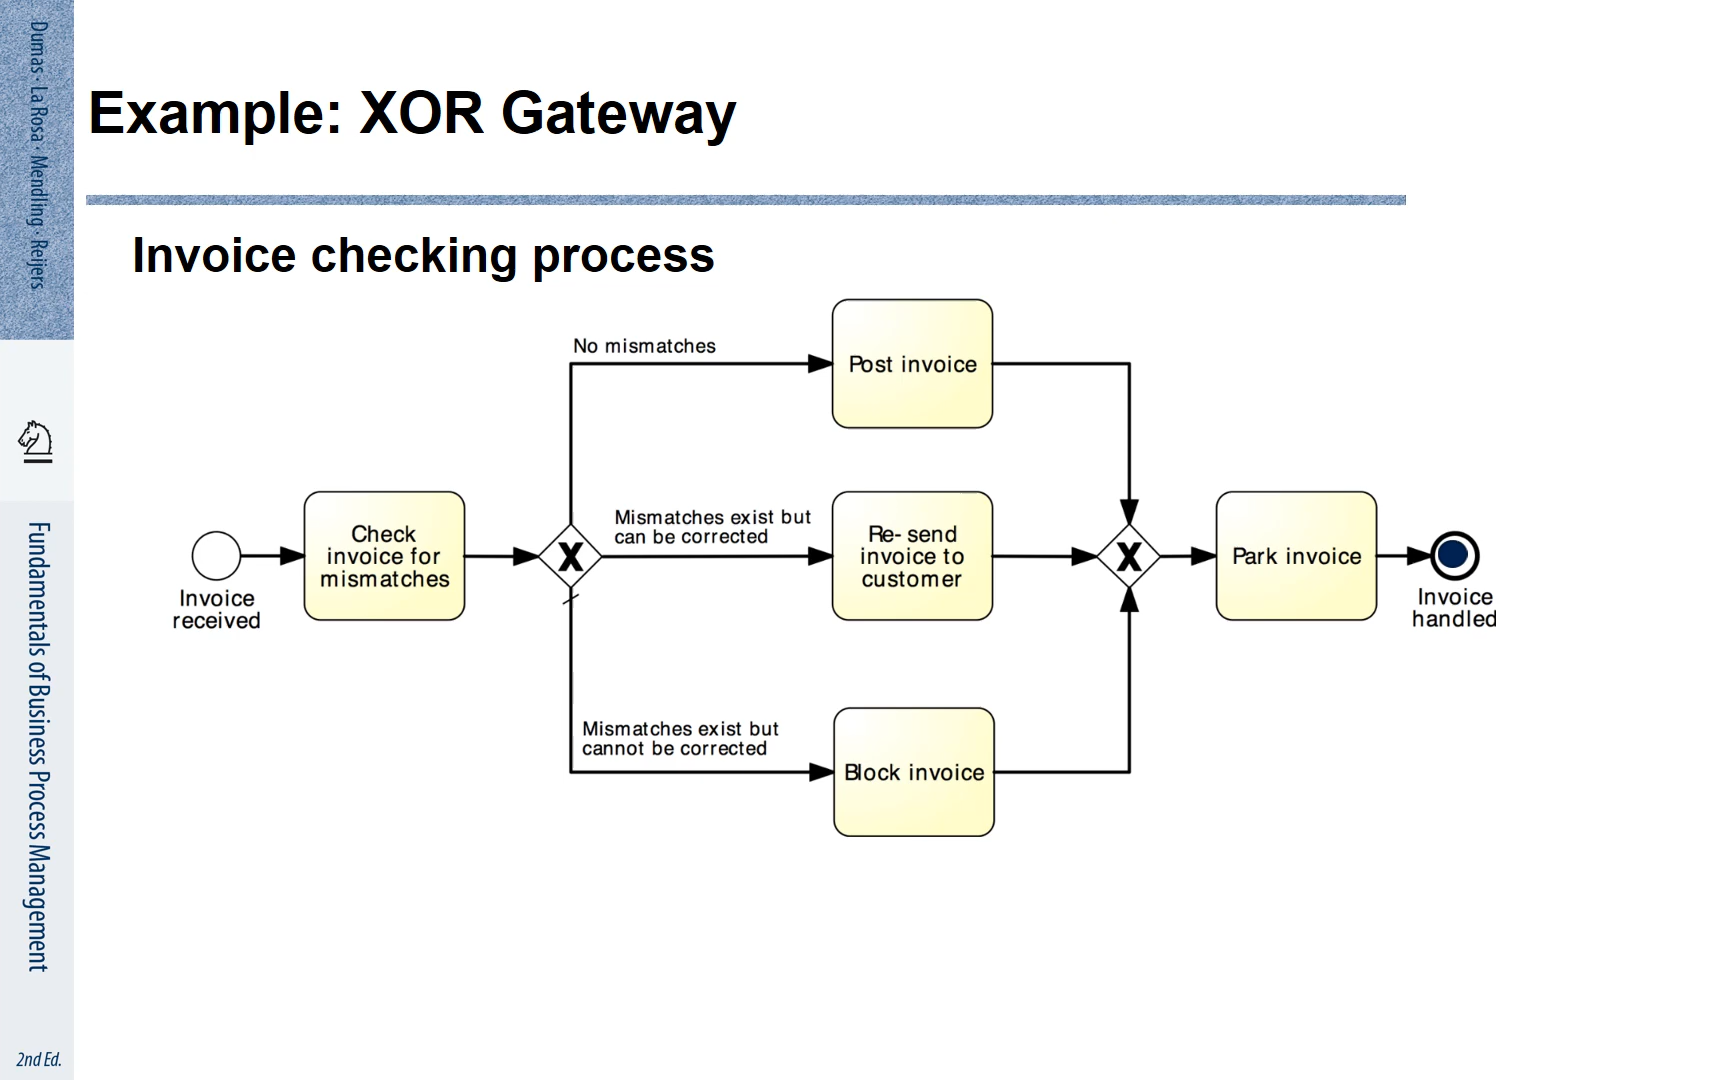 Dumas · La Rosa · Mendling · Reijers
Fundamentals of Business Process Management
2nd Ed.
Example: XOR Gateway
Invoice checking process
No mismatches
Post invoice
Mismatches exist but
can be corrected
Check
invoice for
mismatches
X
Re- send
invoice to
customer
X
Park invoice
Invoice
received
Invoice
handled
Mismatches exist but
cannot be corrected
Block invoice